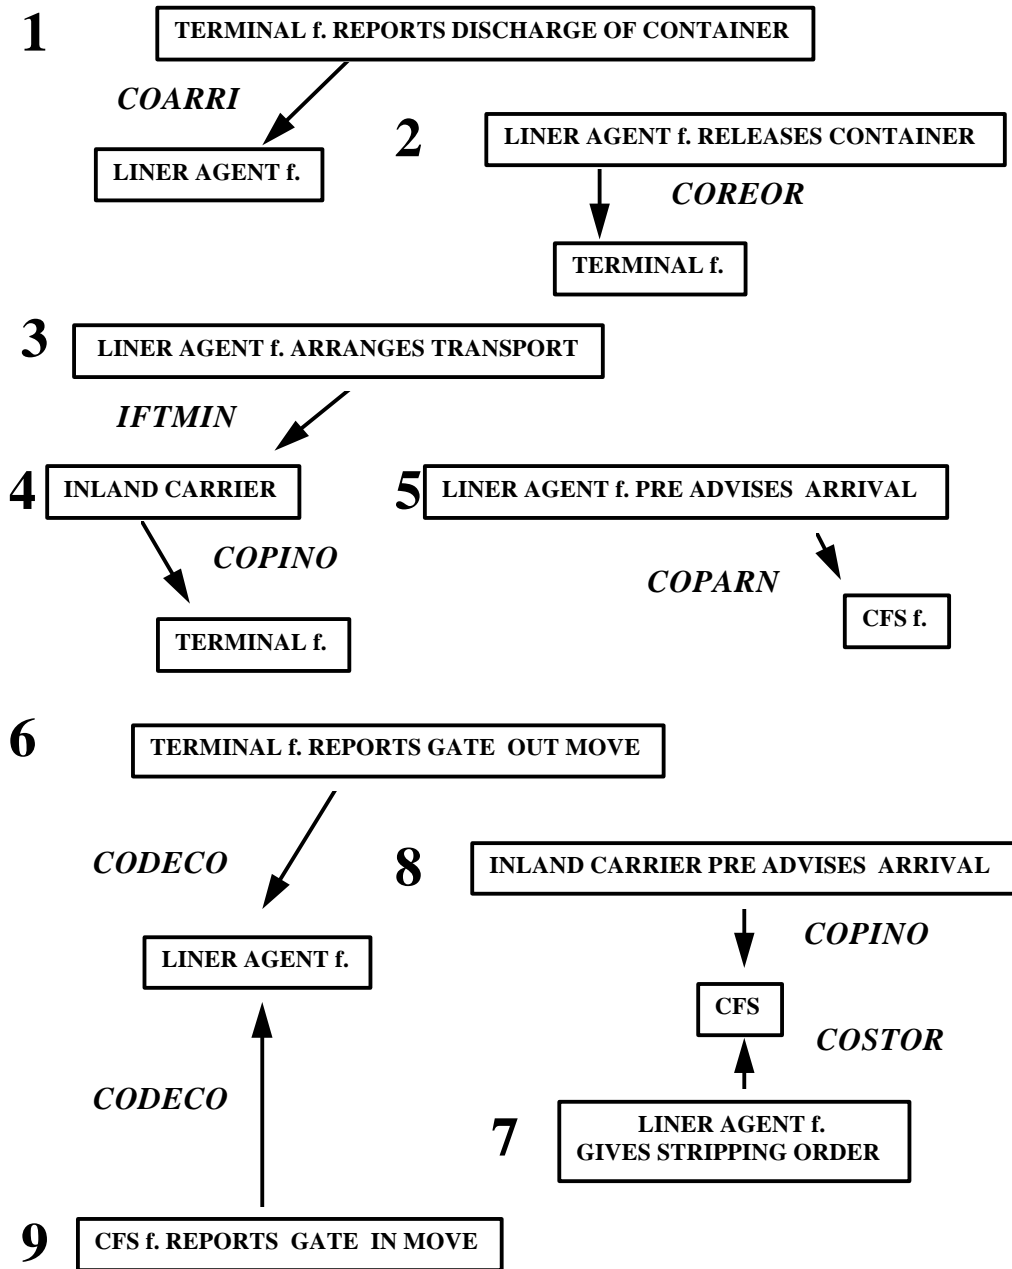 1
TERMINAL f. REPORTS DISCHARGE OF CONTAINER
COARRI
LINER AGENT f.
2
LINER AGENT f. RELEASES CONTAINER
COREOR
TERMINAL f.
3
LINER AGENT f. ARRANGES TRANSPORT
IFTMIN
4
INLAND CARRIER
COPINO
TERMINAL f.
5
LINER AGENT f. PRE ADVISES ARRIVAL
COPARN
CFS f.
6
TERMINAL f. REPORTS GATE OUT MOVE
CODECO
LINER AGENT f.
8
INLAND CARRIER PRE ADVISES ARRIVAL
COPINO
CFS
COSTOR
7
LINER AGENT f.
GIVES STRIPPING ORDER
CODECO
9
CFS f. REPORTS GATE IN MOVE